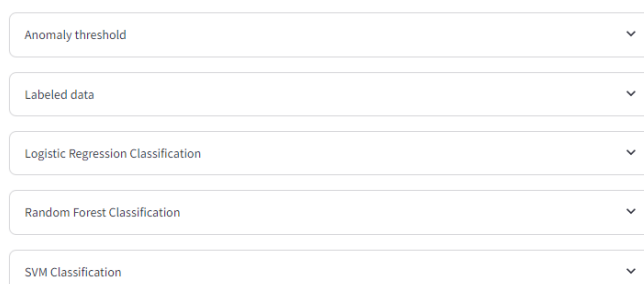 Anomaly threshold
Labeled data
Logistic Regression Classification
Random Forest Classification
SVM Classification